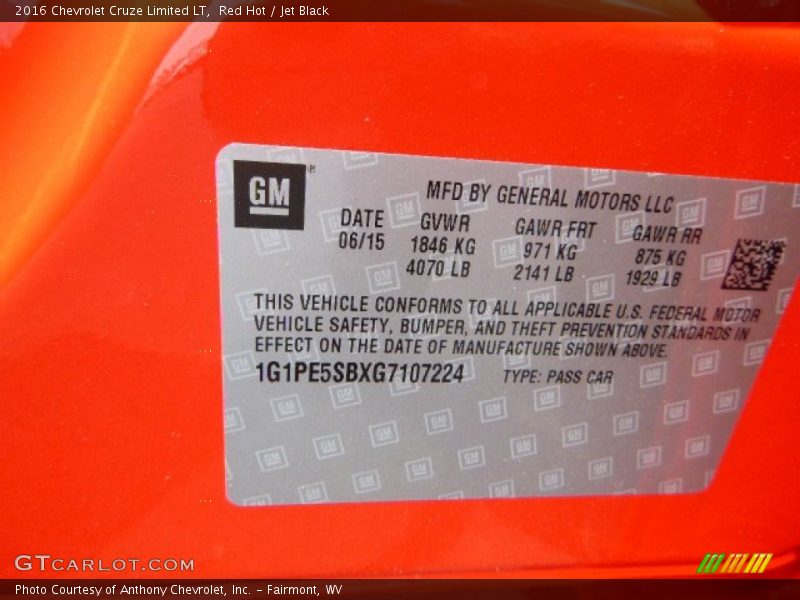 2016 Chevrolet Cruze Limited LT,  Red Hot / Jet Black
GM®
MFD BY GENERAL MOTORS LLC
DATE GVWR GAWR FRT GAWR RR
06/15 1846 KG 971 KG 875 KG
4070 LB 2141 LB 1929 LB
THIS VEHICLE CONFORMS TO ALL APPLICABLE U.S. FEDERAL MOTOR
VEHICLE SAFETY, BUMPER, AND THEFT PREVENTION STANDARDS IN
EFFECT ON THE DATE OF MANUFACTURE SHOWN ABOVE.
1G1PE5SBXG7107224 TYPE: PASS CAR
GTCARLOT.COM
Photo Courtesy of Anthony Chevrolet, Inc. – Fairmont, WV